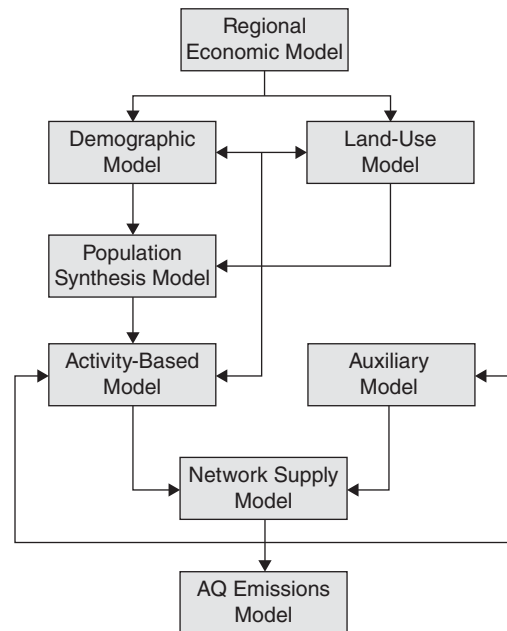 Regional
Economic Model
Demographic
Model
Land-Use
Model
Population
Synthesis Model
Activity-Based
Model
Auxiliary
Model
Network Supply
Model
AQ Emissions
Model